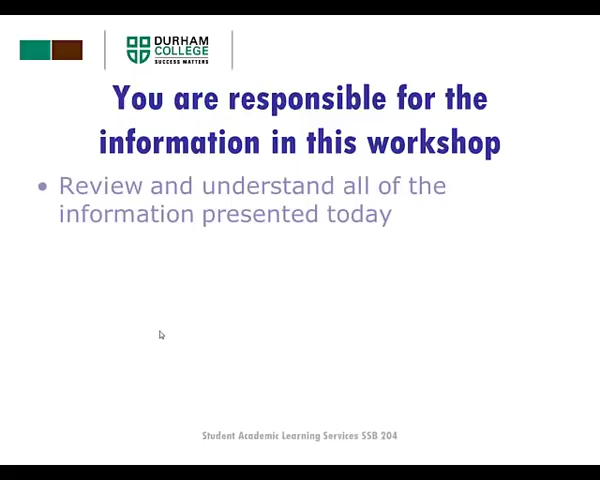 DURHAM
COLLEGE
SUCCESS MATTERS
You are responsible for the
information in this workshop
• Review and understand all of the
information presented today
Student Academic Learning Services SSB 204